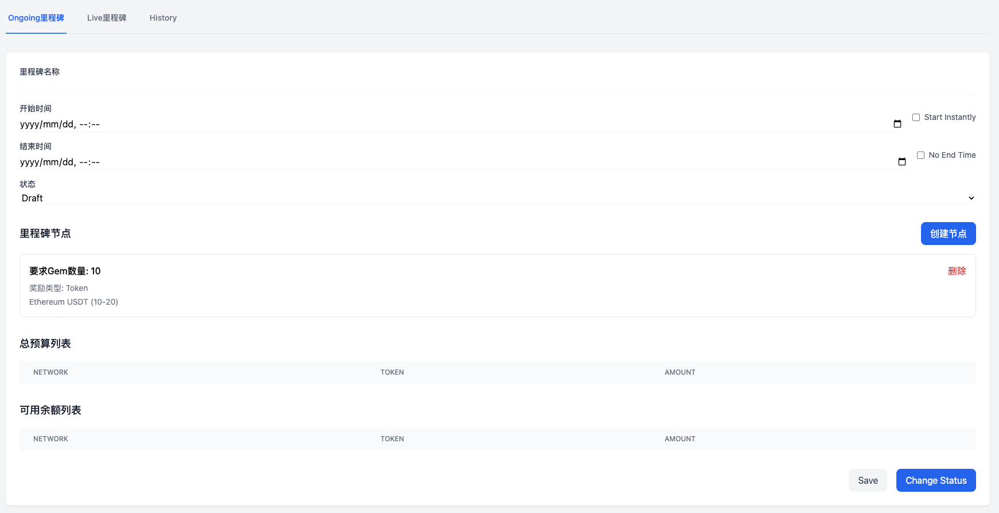 Ongoing里程碑 Live里程碑 History
里程碑名称
开始时间
yyyy/mm/dd, --:-- Start Instantly
结束时间
yyyy/mm/dd, --:-- No End Time
状态
Draft
里程碑节点 创建节点
要求Gem数量: 10 删除
奖励类型: Token
Ethereum USDT (10-20)
总预算列表
NETWORK TOKEN AMOUNT
可用余额列表
NETWORK TOKEN AMOUNT
Save Change Status